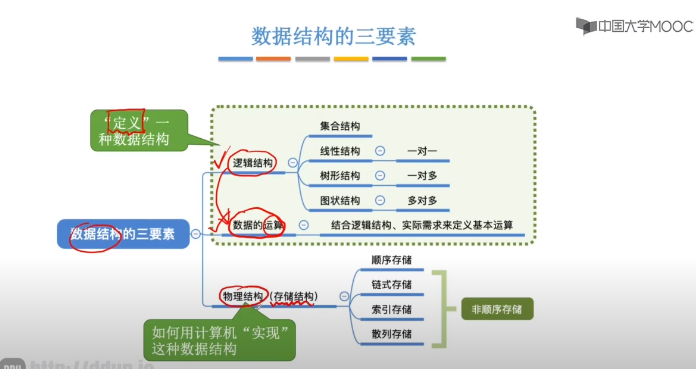 数据结构的三要素
中国大学MOOC
“定义”一
种数据结构
集合结构
线性结构
一对一
逻辑结构
树形结构
一对多
图状结构
多对多
数据的运算
结合逻辑结构、实际需求来定义基本运算
数据结构的三要素
顺序存储
链式存储
物理结构（存储结构）
索引存储
非顺序存储
散列存储
如何用计算机“实现”
这种数据结构